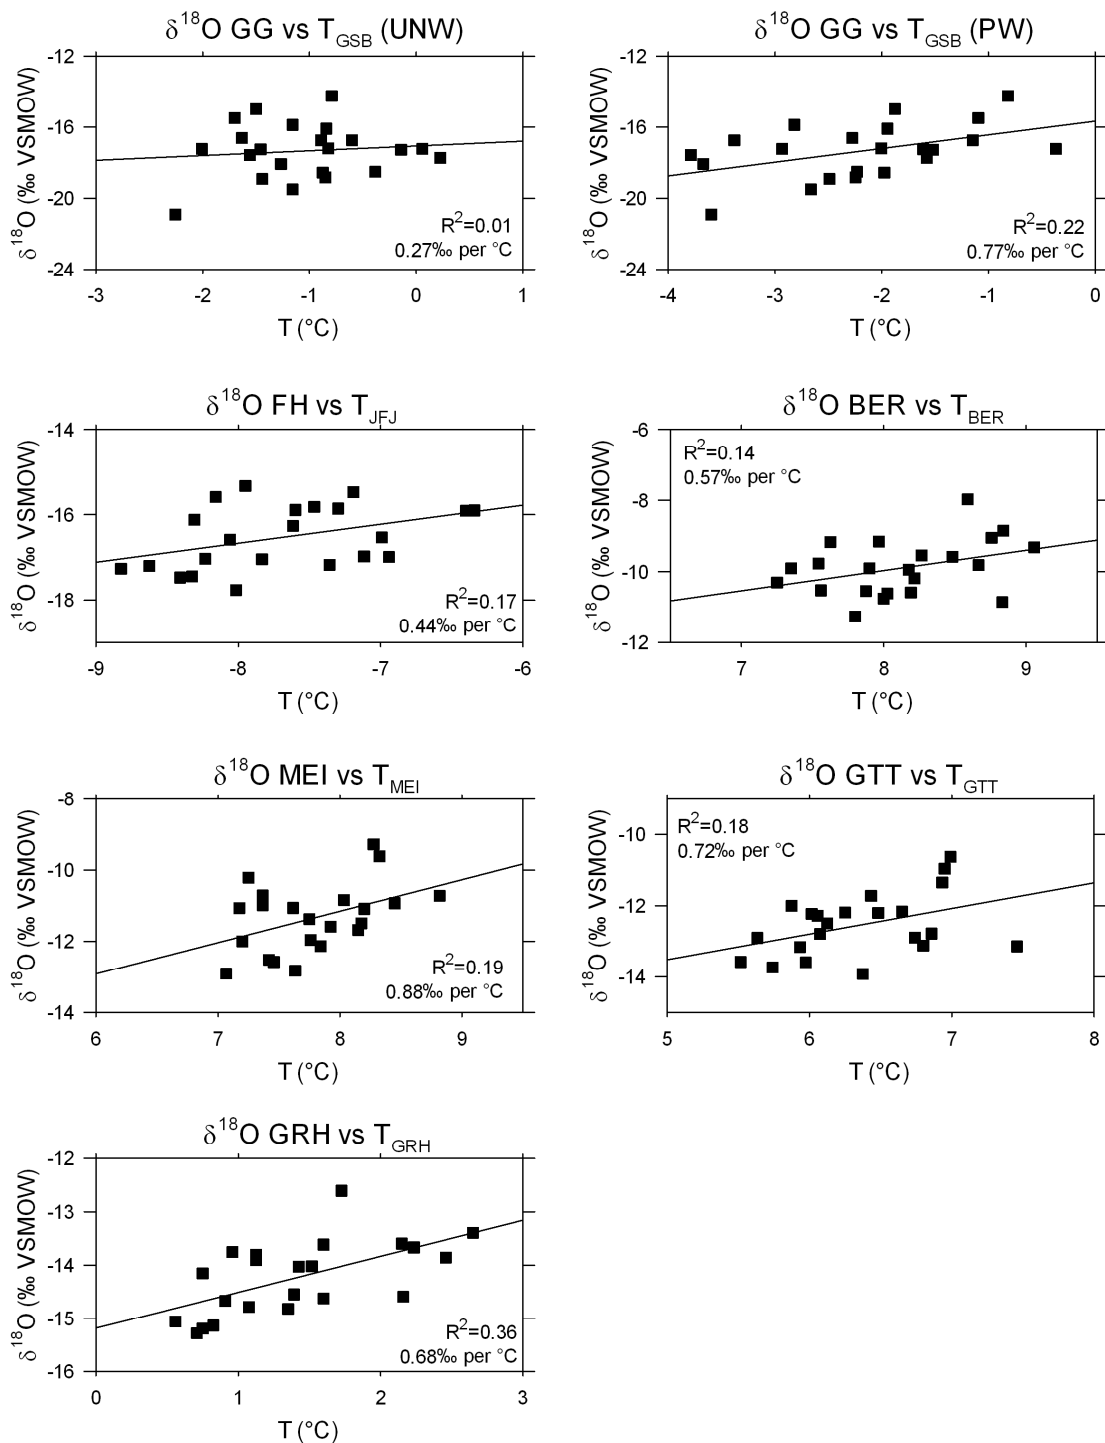 δ18O GG vs TGSB (UNW)
-12
-16
-20
-24
δ18O (‰ VSMOW)
R2=0.01
0.27‰ per °C
-3 -2 -1 0 1
T (°C)
δ18O GG vs TGSB (PW)
-12
-16
-20
-24
δ18O (‰ VSMOW)
R2=0.22
0.77‰ per °C
-4 -3 -2 -1 0
T (°C)
δ18O FH vs TJFJ
-14
-16
-18
δ18O (‰ VSMOW)
R2=0.17
0.44‰ per °C
-9 -8 -7 -6
T (°C)
δ18O BER vs TBER
-6
-8
-10
-12
δ18O (‰ VSMOW)
R2=0.14
0.57‰ per °C
7 8 9
T (°C)
δ18O MEI vs TMEI
-8
-10
-12
-14
δ18O (‰ VSMOW)
R2=0.19
0.88‰ per °C
6 7 8 9
T (°C)
δ18O GTT vs TGTT
-10
-12
-14
δ18O (‰ VSMOW)
R2=0.18
0.72‰ per °C
5 6 7 8
T (°C)
δ18O GRH vs TGRH
-12
-13
-14
-15
-16
δ18O (‰ VSMOW)
R2=0.36
0.68‰ per °C
0 1 2 3
T (°C)